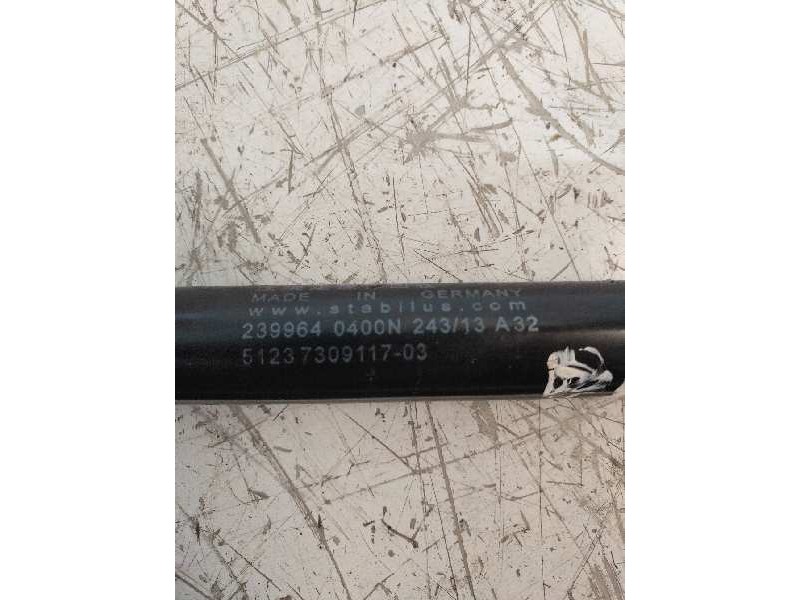 MADE IN GERMANY
www.stabilus.com
239964 0400N 243/13 A32
51237309117-03